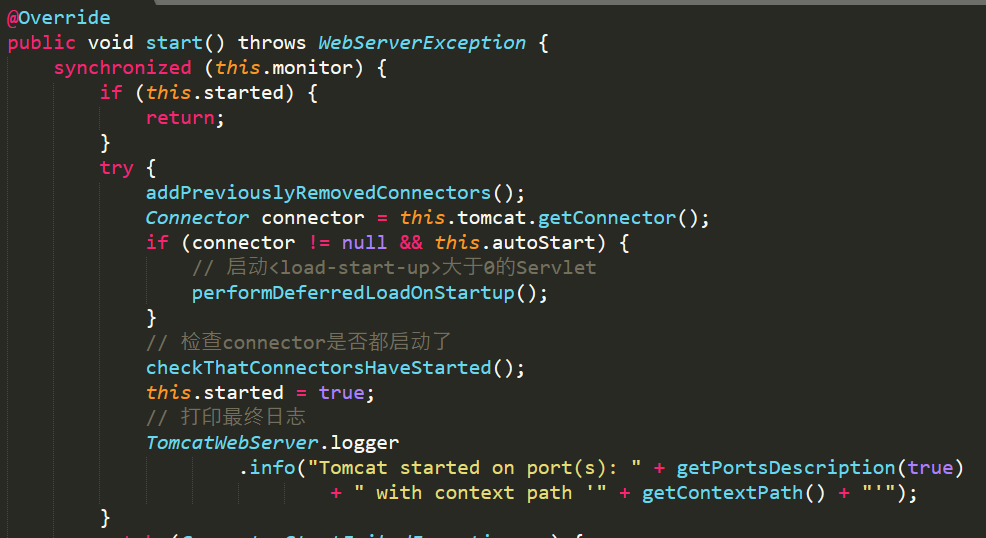 @Override
public void start() throws WebServerException {
synchronized (this.monitor) {
if (this.started) {
return;
}
try {
addPreviouslyRemovedConnectors();
Connector connector = this.tomcat.getConnector();
if (connector != null && this.autoStart) {
// 启动<load-start-up>大于0的Servlet
performDeferredLoadOnStartup();
}
// 检查connector是否都启动了
checkThatConnectorsHaveStarted();
this.started = true;
// 打印最终日志
TomcatWebServer.logger
.info("Tomcat started on port(s): " + getPortsDescription(true)
+ " with context path '" + getContextPath() + "'");
}